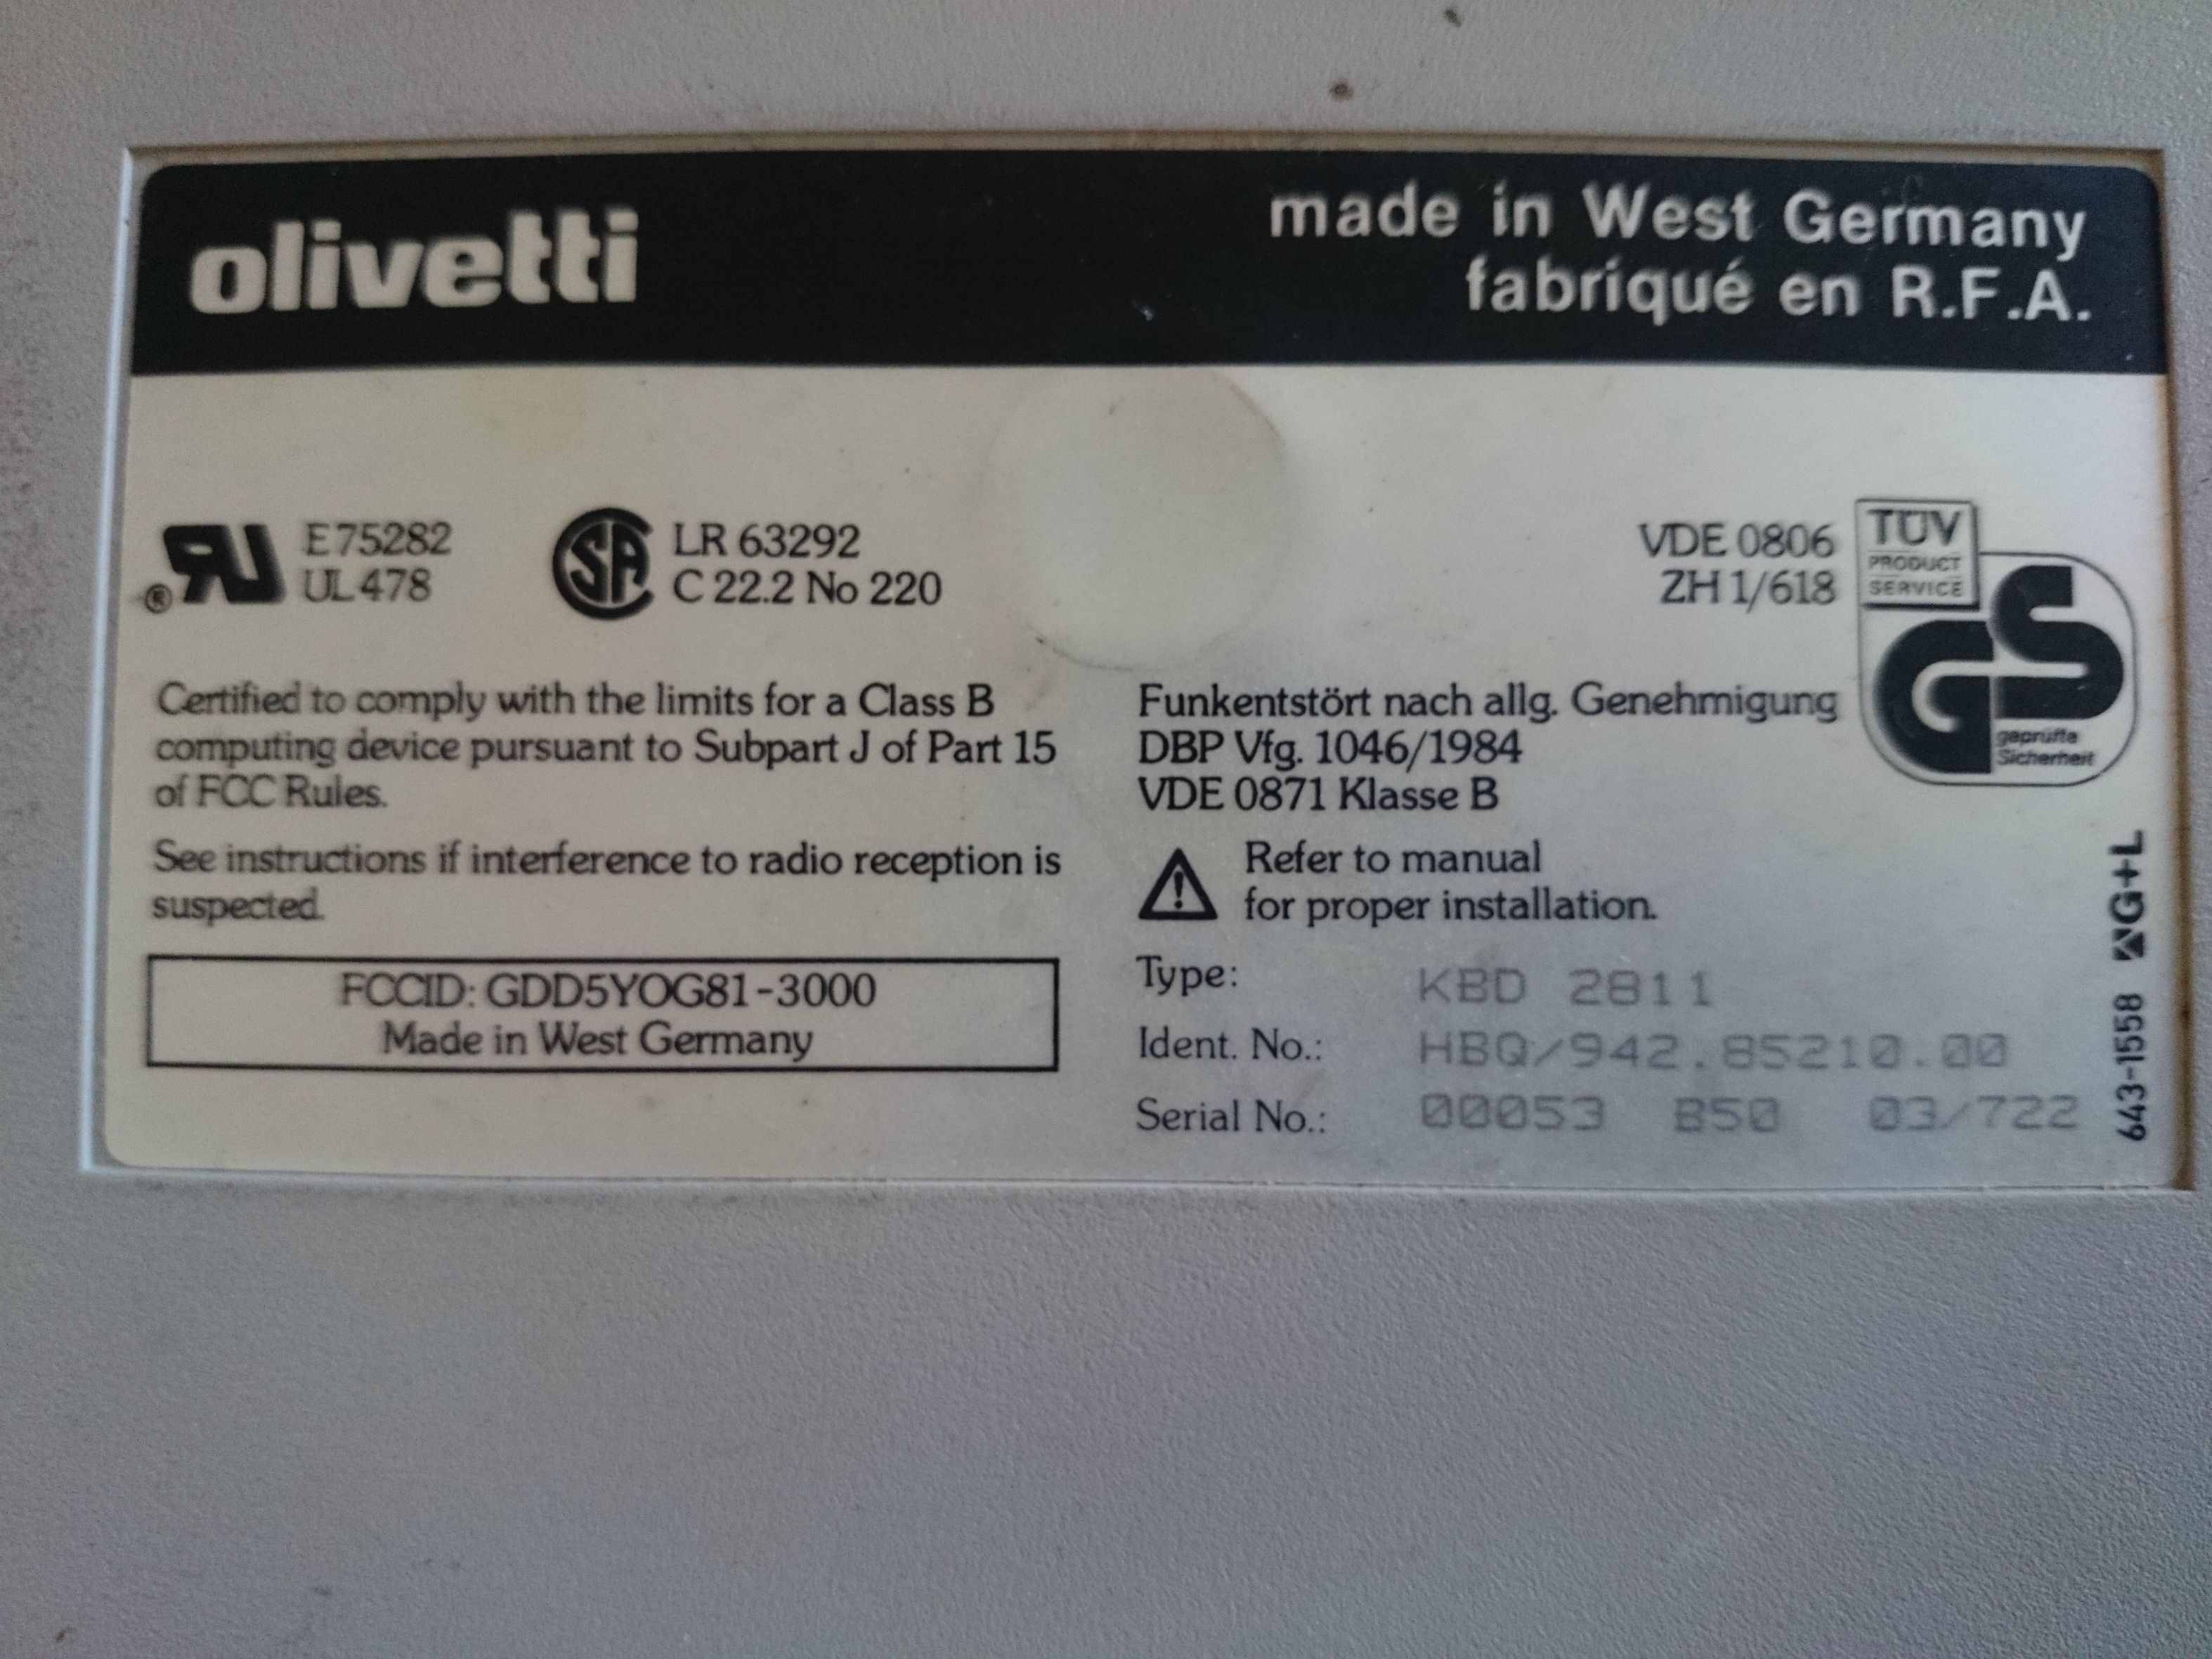 olivetti
made in West Germany
fabriqué en R.F.A.
E75282
UL 478
LR 63292
C 22.2 No 220
VDE 0806
ZH 1/618
TÜV
PRODUCT
SERVICE
GS
geprüfte
Sicherheit
Certified to comply with the limits for a Class B
computing device pursuant to Subpart J of Part 15
of FCC Rules.
See instructions if interference to radio reception is
suspected.
FCCID: GDD5YOG81-3000
Made in West Germany
Funkentstört nach allg. Genehmigung
DBP Vfg. 1046/1984
VDE 0871 Klasse B
Refer to manual
for proper installation.
Type: KBD 2811
Ident. No.: HBQ/942.85210.00
Serial No.: 00053 B50 03/722
643-1558 G+L